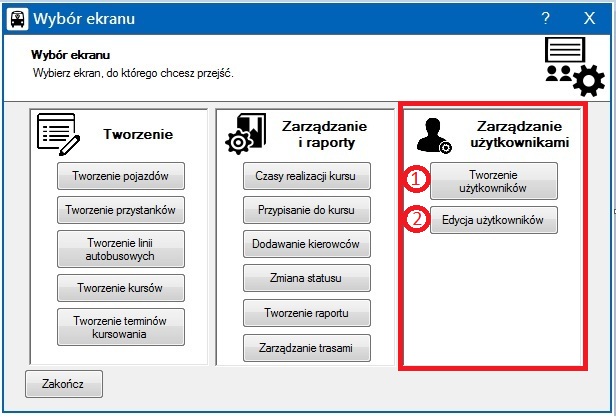 Wybór ekranu
? X
Wybór ekranu
Wybierz ekran, do którego chcesz przejść.
Tworzenie
Tworzenie pojazdów
Tworzenie przystanków
Tworzenie linii
autobusowych
Tworzenie kursów
Tworzenie terminów
kursowania
Zarządzanie
i raporty
Czasy realizacji kursu
Przypisanie do kursu
Dodawanie kierowców
Zmiana statusu
Tworzenie raportu
Zarządzanie trasami
Zarządzanie
użytkownikami
1
Tworzenie
użytkowników
2 Edycja użytkowników
Zakończ